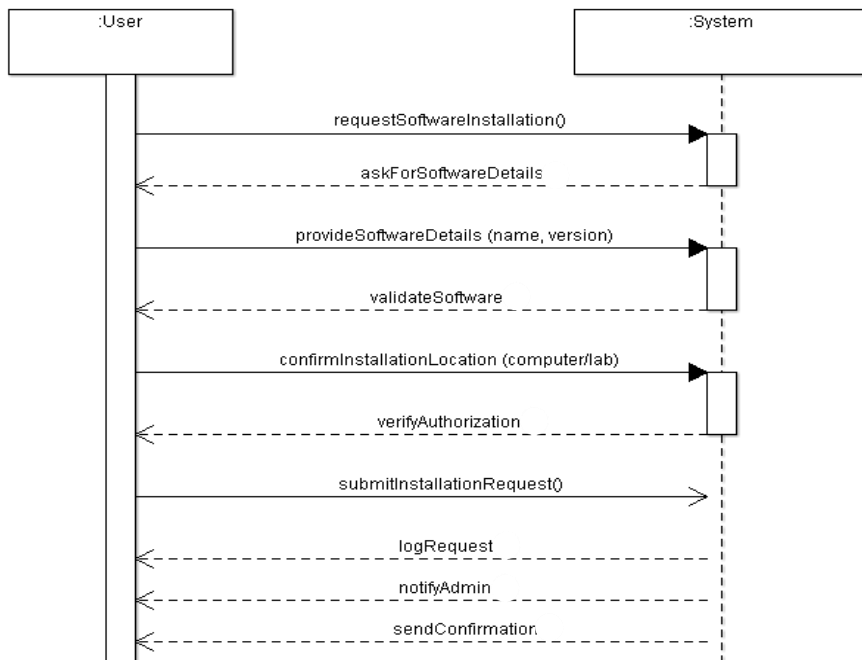 :User
:System
requestSoftwareInstallation()
askForSoftwareDetails
provideSoftwareDetails (name, version)
validateSoftware
confirmInstallationLocation (computer/lab)
verifyAuthorization
submitInstallationRequest()
logRequest
notifyAdmin
sendConfirmation